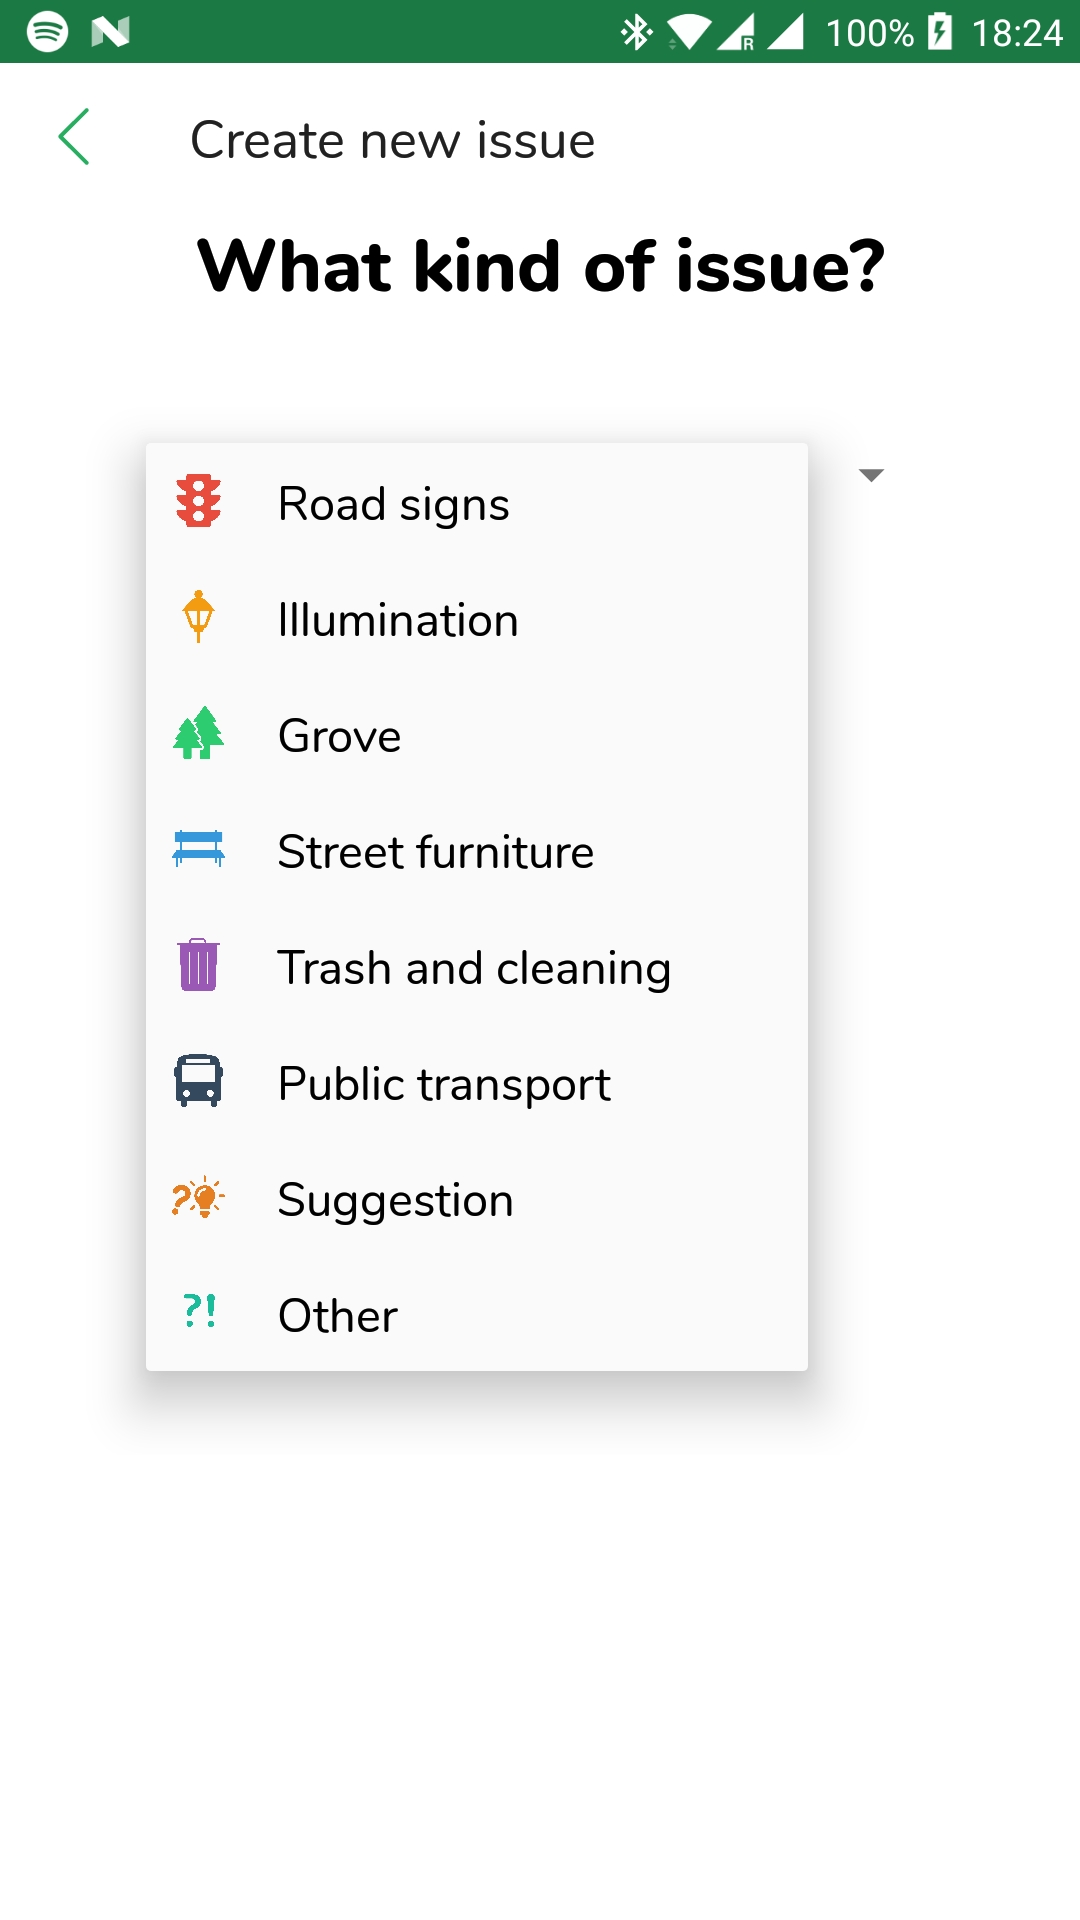 100% 18:24
Create new issue
What kind of issue?
Road signs
Illumination
Grove
Street furniture
Trash and cleaning
Public transport
Suggestion
Other